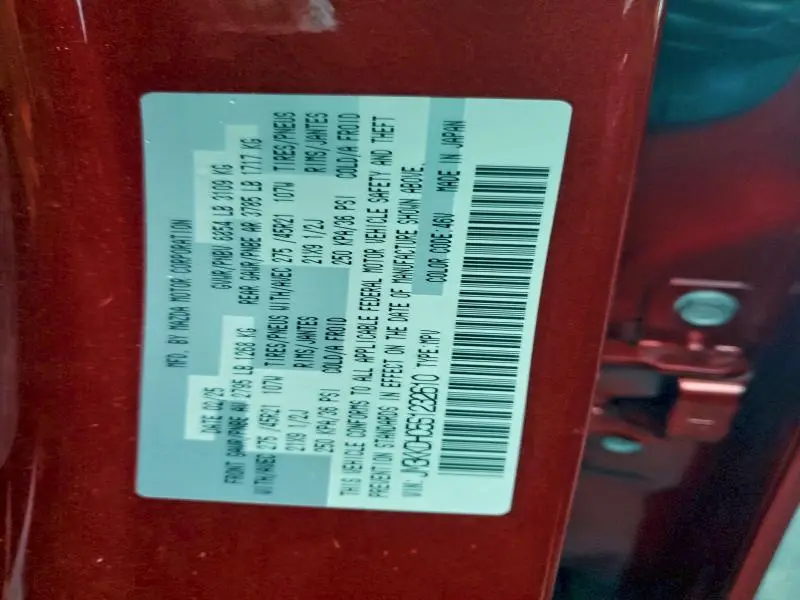 MFD. BY MAZDA MOTOR CORPORATION
DATE 02/25 GVWR/PNBV 6854 LB 3109 KG
FRONT GAWR/PNBE AV 2795 LB 1268 KG REAR GAWR/PNBE AR 3785 LB 1717 KG
WITH/AVEC 275 /45R21 107W TIRES/PNEUS WITH/AVEC 275 /45R21 107W TIRES/PNEUS
21X9 1/2J RIMS/JANTES 21X9 1/2J RIMS/JANTES
250 KPA/36 PSI COLD/A FROID 250 KPA/36 PSI COLD/A FROID
THIS VEHICLE CONFORMS TO ALL APPLICABLE FEDERAL MOTOR VEHICLE SAFETY AND THEFT
PREVENTION STANDARDS IN EFFECT ON THE DATE OF MANUFACTURE SHOWN ABOVE.
VIN: TYPE:MPV COLOR CODE:46V MADE IN JAPAN